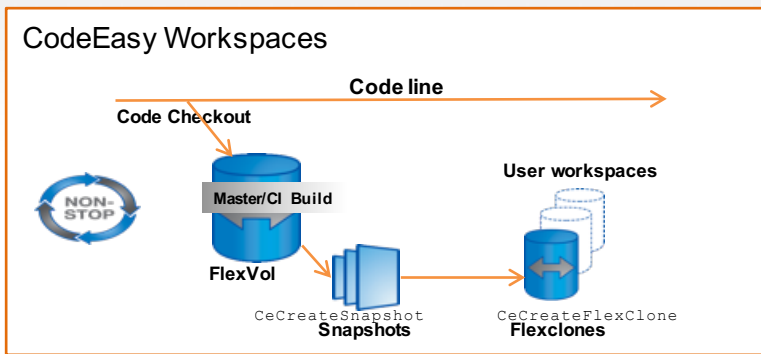 CodeEasy Workspaces
Code line
Code Checkout
User workspaces
NON-
STOP
Master/CI Build
FlexVol
CeCreateSnapshot
Snapshots
CeCreateFlexClone
Flexclones